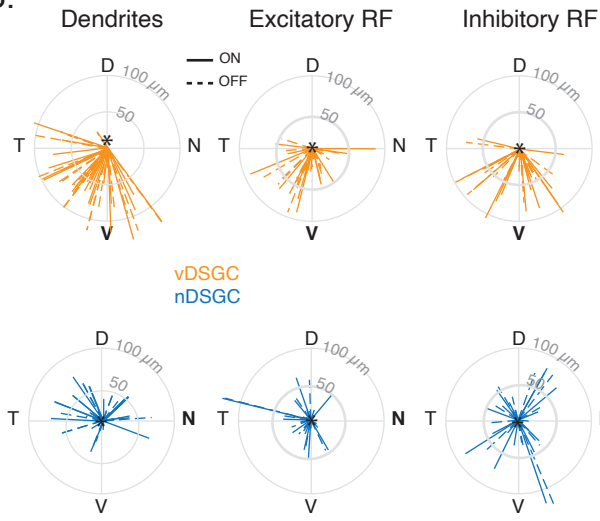 Dendrites Excitatory RF Inhibitory RF
ON
OFF
D 100 µm 50 T N V
D 100 µm 50 T N V
D 100 µm 50 T V
vDSGC
nDSGC
D 100 µm 50 T N V
D 100 µm 50 T N V
D 100 µm 50 T V